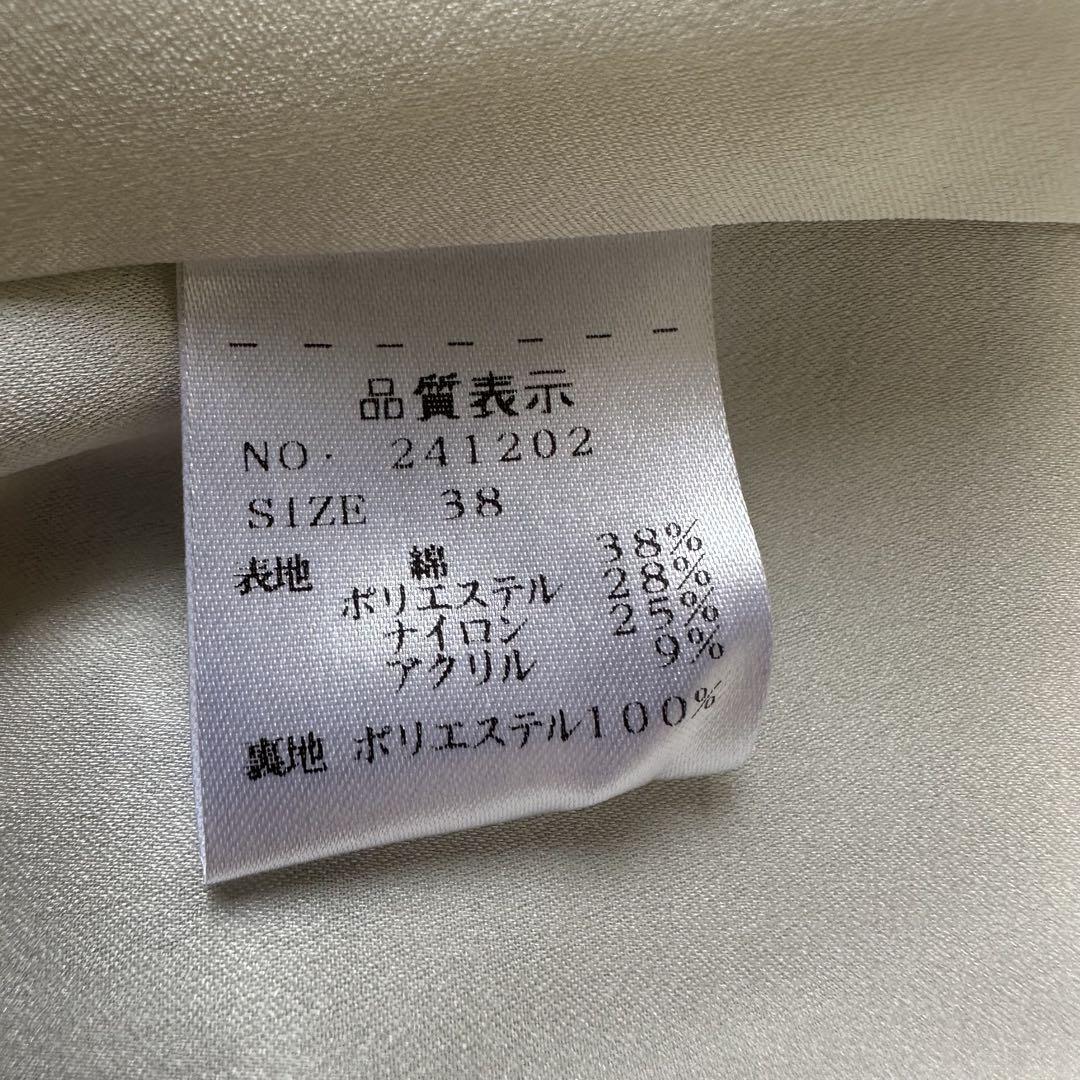 品質表示
NO. 241202
SIZE 38
表地 綿 38%
ポリエステル 28%
ナイロン 25%
アクリル 9%
裏地 ポリエステル100%